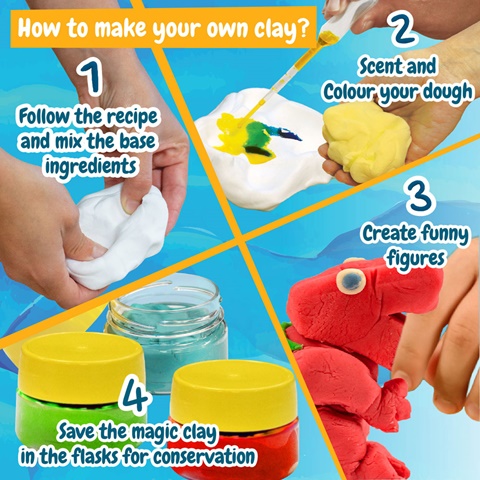 How to make your own clay?
1
Follow the recipe
and mix the base
ingredients
2
Scent and
Colour your dough
3
Create funny
figures
4
Save the magic clay
in the flasks for conservation